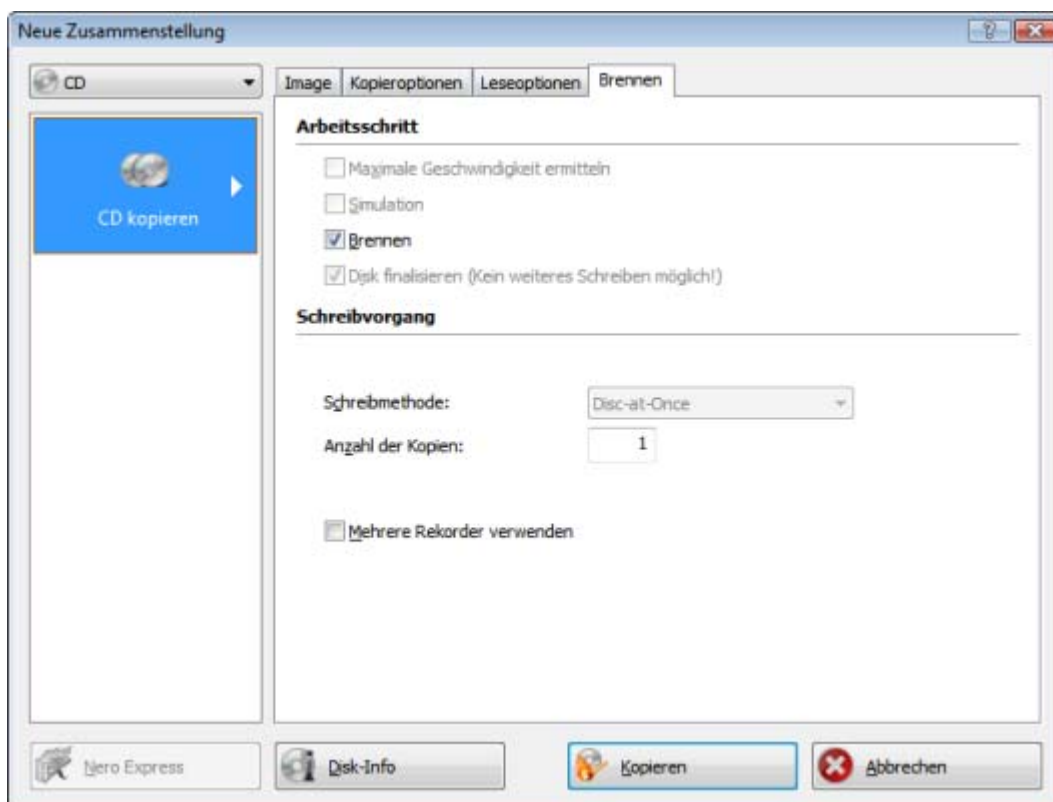 Neue Zusammenstellung
CD
Image Kopieroptionen Leseoptionen Brennen
CD kopieren
Arbeitsschritt
Maximale Geschwindigkeit ermitteln
Simulation
Brennen
Disk finalisieren (Kein weiteres Schreiben möglich!)
Schreibvorgang
Schreibmethode: Disc-at-Once
Anzahl der Kopien: 1
Mehrere Rekorder verwenden
Nero Express Disk-Info Kopieren Abbrechen